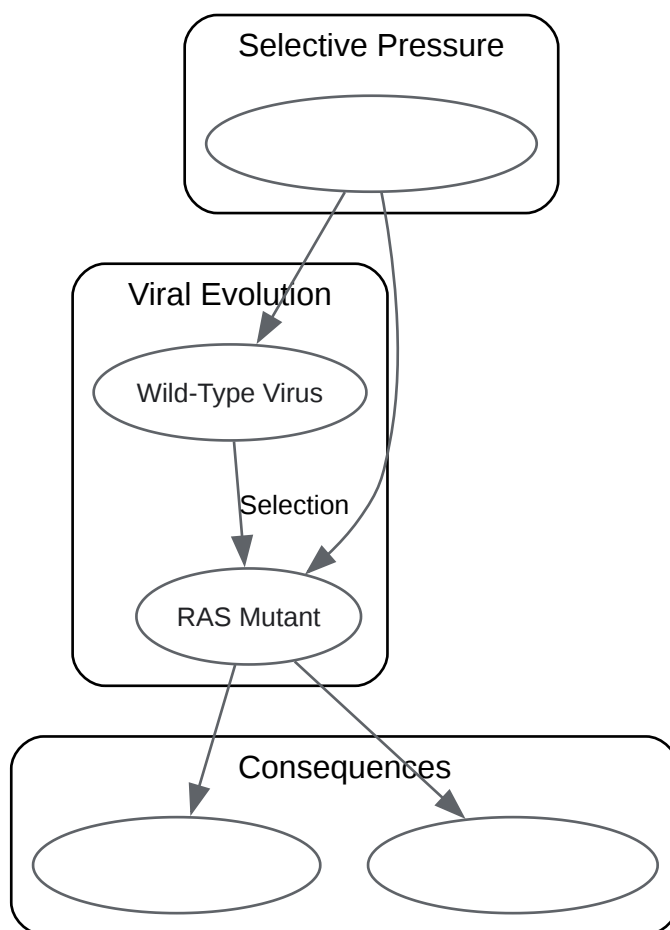 Selective Pressure
Viral Evolution
Wild-Type Virus
Selection
RAS Mutant
Consequences